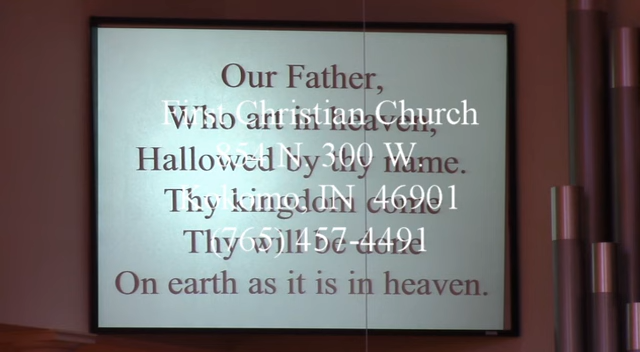 Our Father,
First Christian Church
Who art in heaven,
854 N. 300 W.
Hallowed by thy name.
Kokomo, IN 46901
Thy kingdom come
(765) 457-4491
Thy will be done
On earth as it is in heaven.